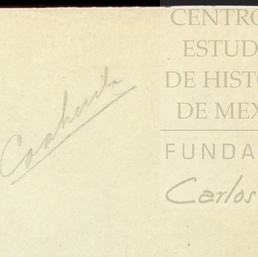 CENTRO
ESTUD
DE HISTO
DE MEX
FUNDA
Carlos
Coahuila